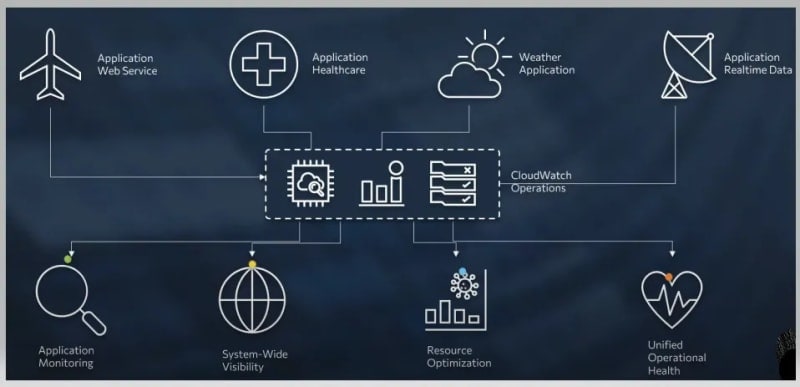 Application
Web Service
Application
Healthcare
Weather
Application
Application
Realtime Data
CloudWatch
Operations
Application
Monitoring
System-Wide
Visibility
Resource
Optimization
Unified
Operational
Health